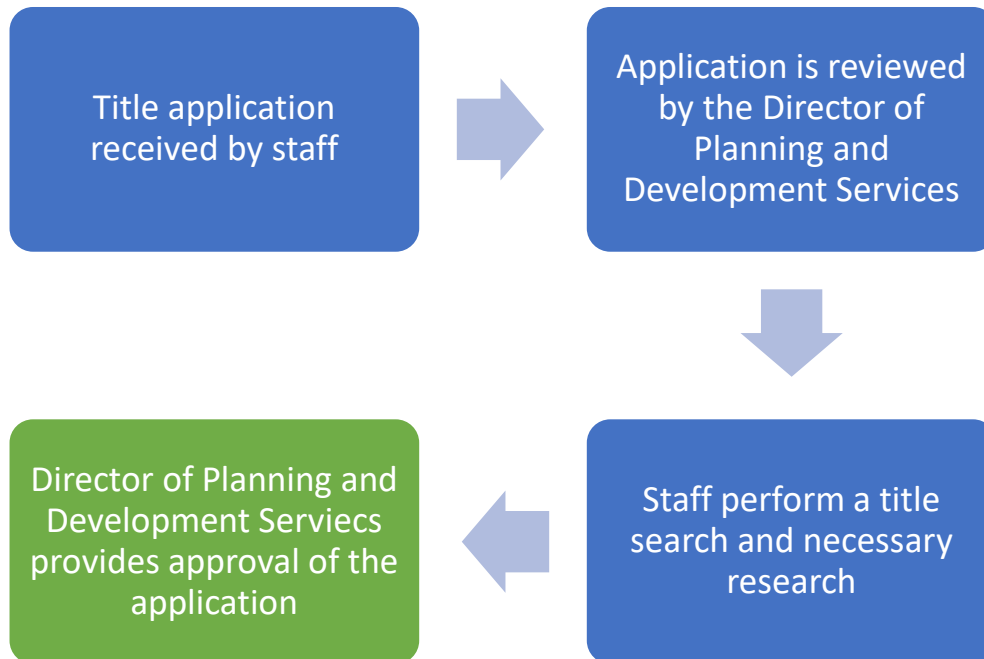 Title application
received by staff
Application is reviewed
by the Director of
Planning and
Development Services
Staff perform a title
search and necessary
research
Director of Planning and
Development Serviecs
provides approval of the
application